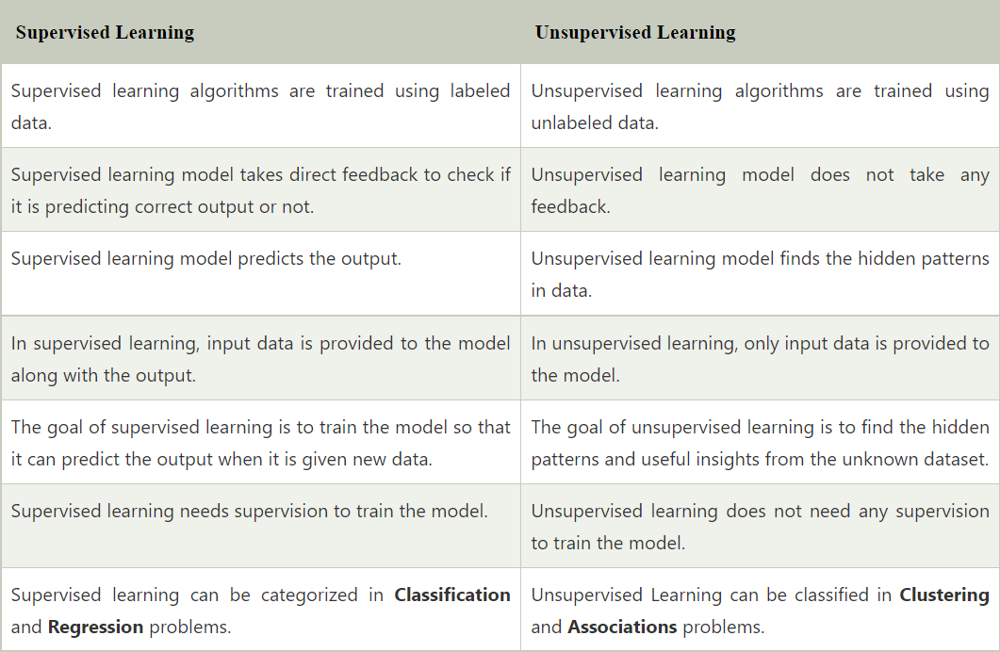 Supervised Learning
Unsupervised Learning
Supervised learning algorithms are trained using labeled
data.
Unsupervised learning algorithms are trained using
unlabeled data.
Supervised learning model takes direct feedback to check if
it is predicting correct output or not.
Unsupervised learning model does not take any
feedback.
Supervised learning model predicts the output.
Unsupervised learning model finds the hidden patterns
in data.
In supervised learning, input data is provided to the model
along with the output.
In unsupervised learning, only input data is provided to
the model.
The goal of supervised learning is to train the model so that
it can predict the output when it is given new data.
The goal of unsupervised learning is to find the hidden
patterns and useful insights from the unknown dataset.
Supervised learning needs supervision to train the model.
Unsupervised learning does not need any supervision
to train the model.
Supervised learning can be categorized in Classification
and Regression problems.
Unsupervised Learning can be classified in Clustering
and Associations problems.